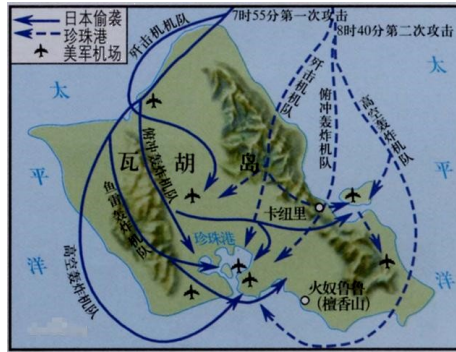 日本偷袭
珍珠港
美军机场
7时55分第一次攻击
8时40分第二次攻击
歼击机机队
歼击机机队
俯冲轰炸机队
高空轰炸机队
俯冲轰炸机队
鱼雷轰炸机队
高空轰炸机队
太
平
洋
太
平
洋
瓦胡岛
卡纽里
珍珠港
火奴鲁鲁
(檀香山)